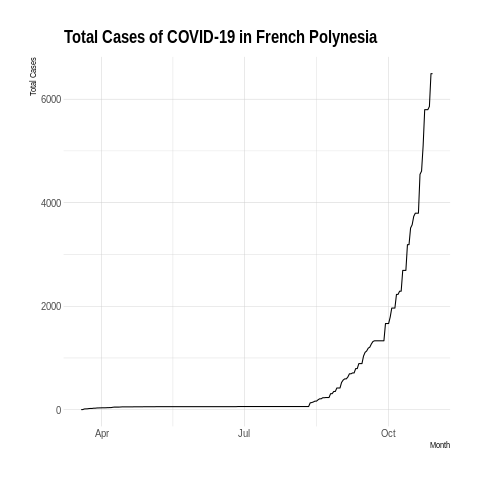 Total Cases of COVID-19 in French Polynesia
Total Cases
6000
4000
2000
0
Apr
Jul
Oct
Month